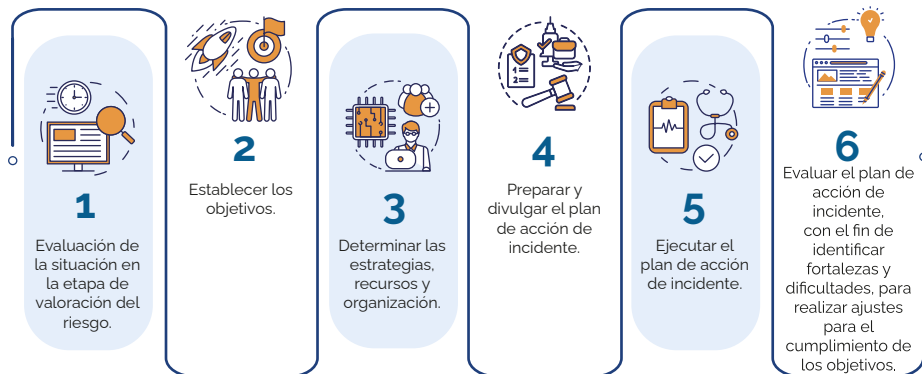 1
Evaluación de
la situación en
la etapa de
valoración del
riesgo.
2
Establecer los
objetivos.
3
Determinar las
estrategias,
recursos y
organización.
4
Preparar y
divulgar el plan
de acción de
incidente.
5
Ejecutar el
plan de acción
de incidente.
6
Evaluar el plan de
acción de
incidente,
con el fin de
identificar
fortalezas y
dificultades, para
realizar ajustes
para el
cumplimiento de
los objetivos,